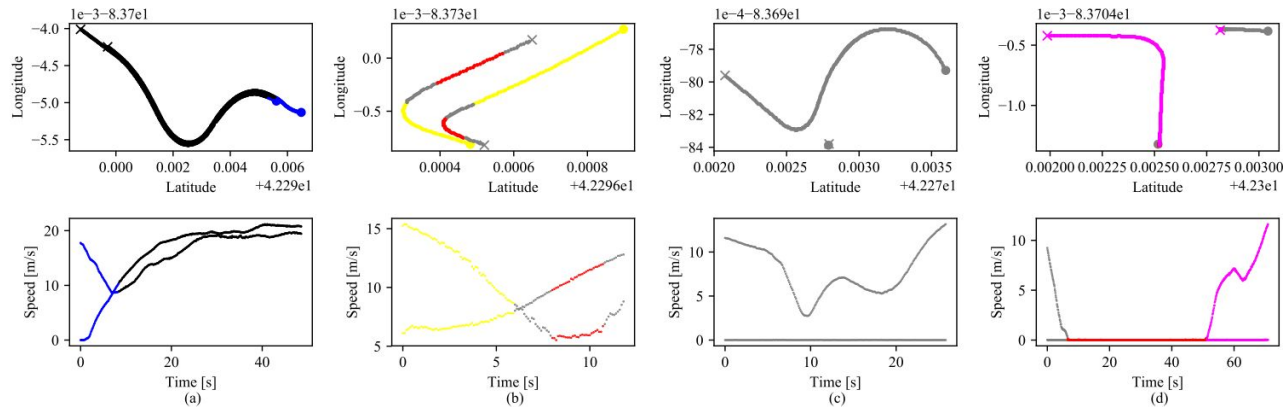 1e−3−8.37e1
−4.0
−4.5
−5.0
−5.5
Longitude
0.000 0.002 0.004 0.006
Latitude +4.229e1
1e−3−8.373e1
0.0
−0.5
Longitude
0.0004 0.0006 0.0008
Latitude +4.2296e1
1e−4−8.369e1
−78
−80
−82
−84
Longitude
0.0020 0.0025 0.0030 0.0035
Latitude +4.227e1
1e−3−8.3704e1
−0.5
−1.0
Longitude
0.00200 0.00225 0.00250 0.00275 0.00300
Latitude +4.23e1
20
10
0
Speed [m/s]
0 20 40
Time [s]
(a)
15
10
5
Speed [m/s]
0 5 10
Time [s]
(b)
10
5
0
Speed [m/s]
0 10 20
Time [s]
(c)
10
5
0
Speed [m/s]
0 20 40 60
Time [s]
(d)